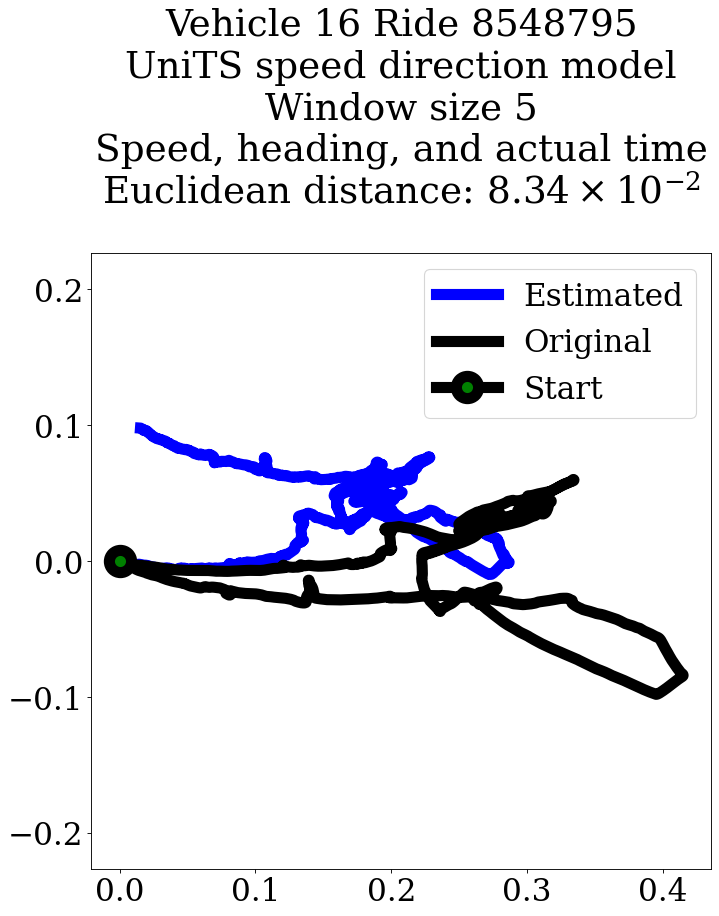 Vehicle 16 Ride 8548795
UniTS speed direction model
Window size 5
Speed, heading, and actual time
Euclidean distance: 8.34 × 10⁻²
Estimated
Original
Start
0.2
0.1
0.0
−0.1
−0.2
0.0 0.1 0.2 0.3 0.4